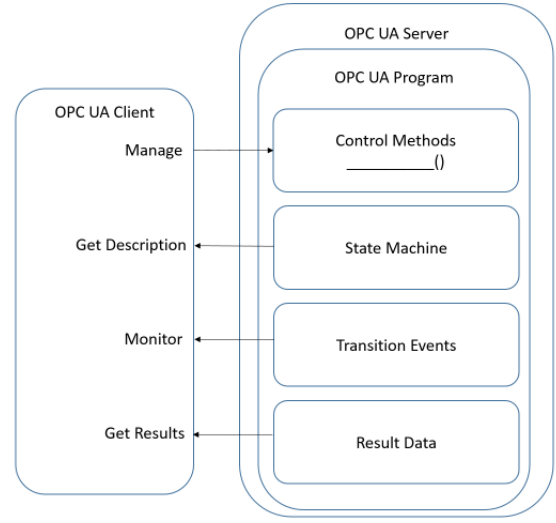 OPC UA Server
OPC UA Program
OPC UA Client
Manage
Control Methods
__________()
Get Description
State Machine
Monitor
Transition Events
Get Results
Result Data